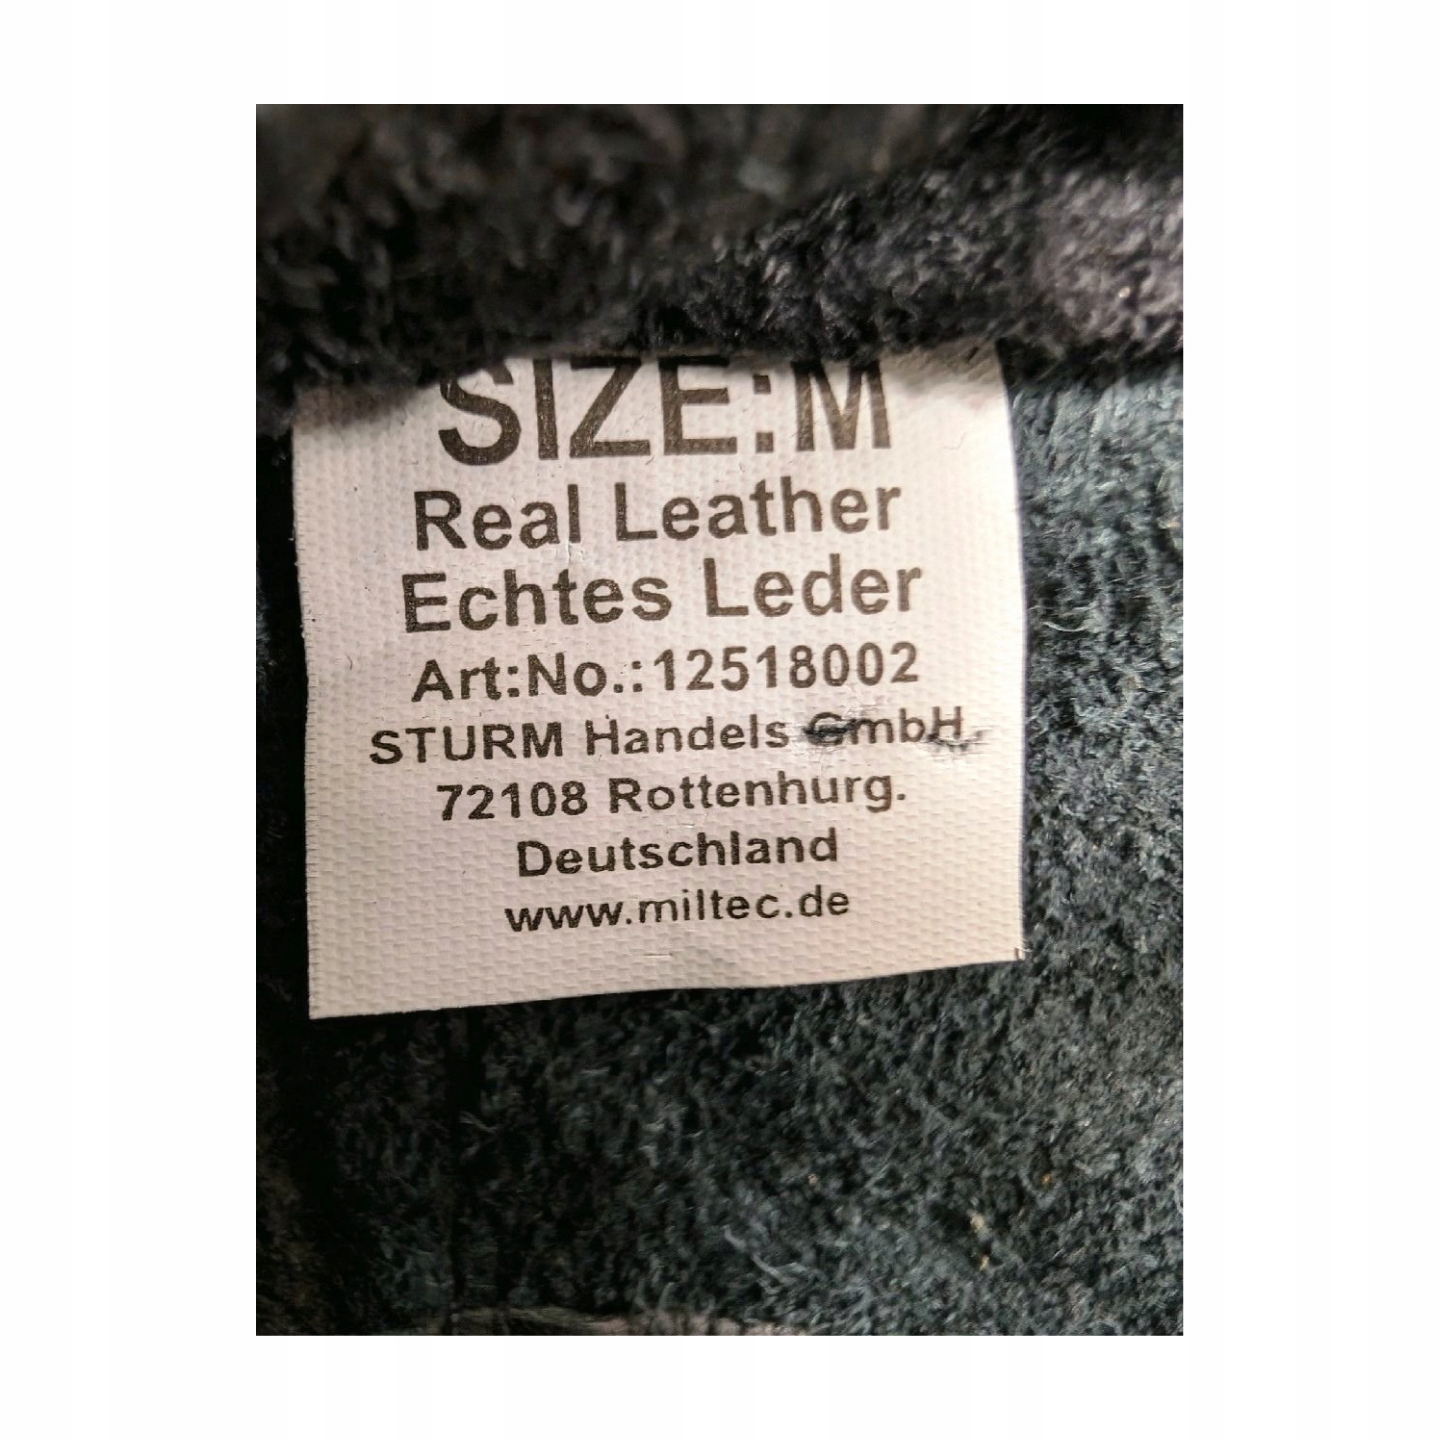 SIZE:M
Real Leather
Echtes Leder
Art:No.:12518002
STURM Handels GmbH.
72108 Rottenhurg.
Deutschland
www.miltec.de